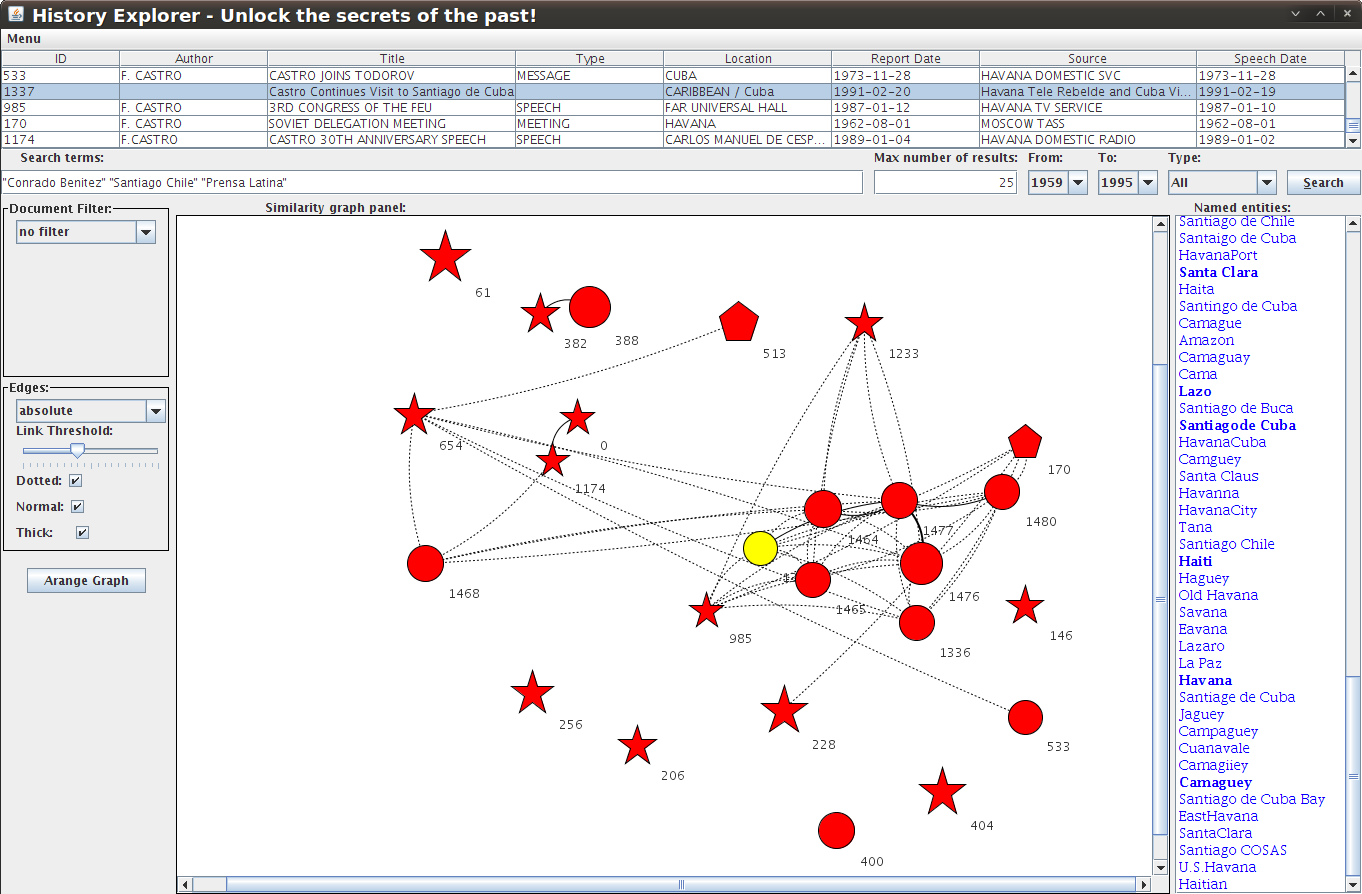 History Explorer - Unlock the secrets of the past!
Menu
ID Author Title Type Location Report Date Source Speech Date
533 F. CASTRO CASTRO JOINS TODOROV MESSAGE CUBA 1973-11-28 HAVANA DOMESTIC SVC 1973-11-28
1337 Castro Continues Visit to Santiago de Cuba CARIBBEAN / Cuba 1991-02-20 Havana Tele Rebelde and Cuba Vi... 1991-02-19
985 F. CASTRO 3RD CONGRESS OF THE FEU SPEECH FAR UNIVERSAL HALL 1987-01-12 HAVANA TV SERVICE 1987-01-10
170 F. CASTRO SOVIET DELEGATION MEETING MEETING HAVANA 1962-08-01 MOSCOW TASS 1962-08-01
1174 F.CASTRO CASTRO 30TH ANNIVERSARY SPEECH SPEECH CARLOS MANUEL DE CESP... 1989-01-04 HAVANA DOMESTIC RADIO 1989-01-02
Search terms: Max number of results: From: To: Type:
"Conrado Benitez" "Santiago Chile" "Prensa Latina" 25 1959 1995 All Search
Document Filter:
no filter
Edges:
absolute
Link Threshold:
Dotted:
Normal:
Thick:
Arange Graph
Similarity graph panel:
61
382
388
513
1233
654
0
1174
170
1480
1477
1464
1468
1465
1476
985
1336
146
256
206
228
533
404
400
Named entities:
Santiago de Chile
Santaigo de Cuba
HavanaPort
Santa Clara
Haita
Santingo de Cuba
Camague
Amazon
Camaguay
Cama
Lazo
Santiago de Buca
Santiagode Cuba
HavanaCuba
Camguey
Santa Claus
Havanna
HavanaCity
Tana
Santiago Chile
Haiti
Haguey
Old Havana
Savana
Eavana
Lazaro
La Paz
Havana
Santiage de Cuba
Jaguey
Campaguey
Cuanavale
Camagiiey
Camaguey
Santiago de Cuba Bay
EastHavana
SantaClara
Santiago COSAS
U.S.Havana
Haitian